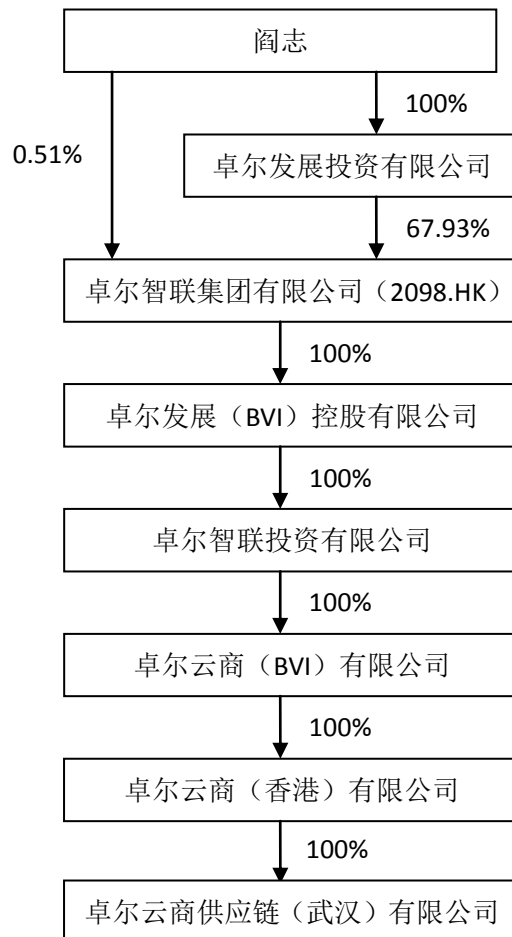 阎志
100%
0.51%
卓尔发展投资有限公司
67.93%
卓尔智联集团有限公司（2098.HK）
100%
卓尔发展（BVI）控股有限公司
100%
卓尔智联投资有限公司
100%
卓尔云商（BVI）有限公司
100%
卓尔云商（香港）有限公司
100%
卓尔云商供应链（武汉）有限公司